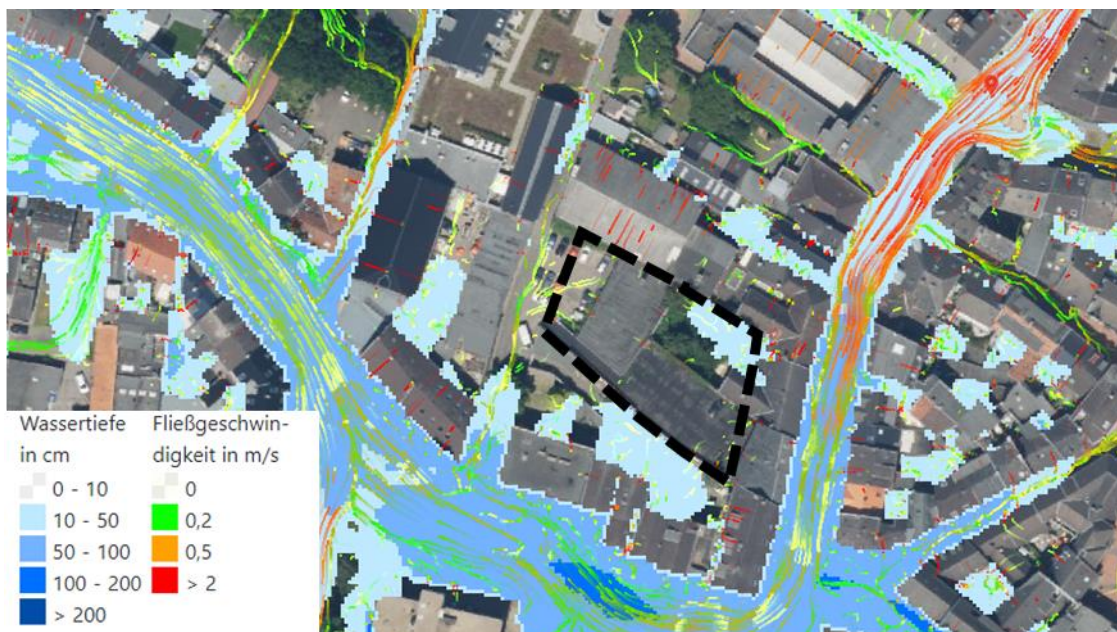 Wassertiefe
in cm
0 - 10
10 - 50
50 - 100
100 - 200
> 200
Fließgeschwin-
digkeit in m/s
0
0,2
0,5
> 2